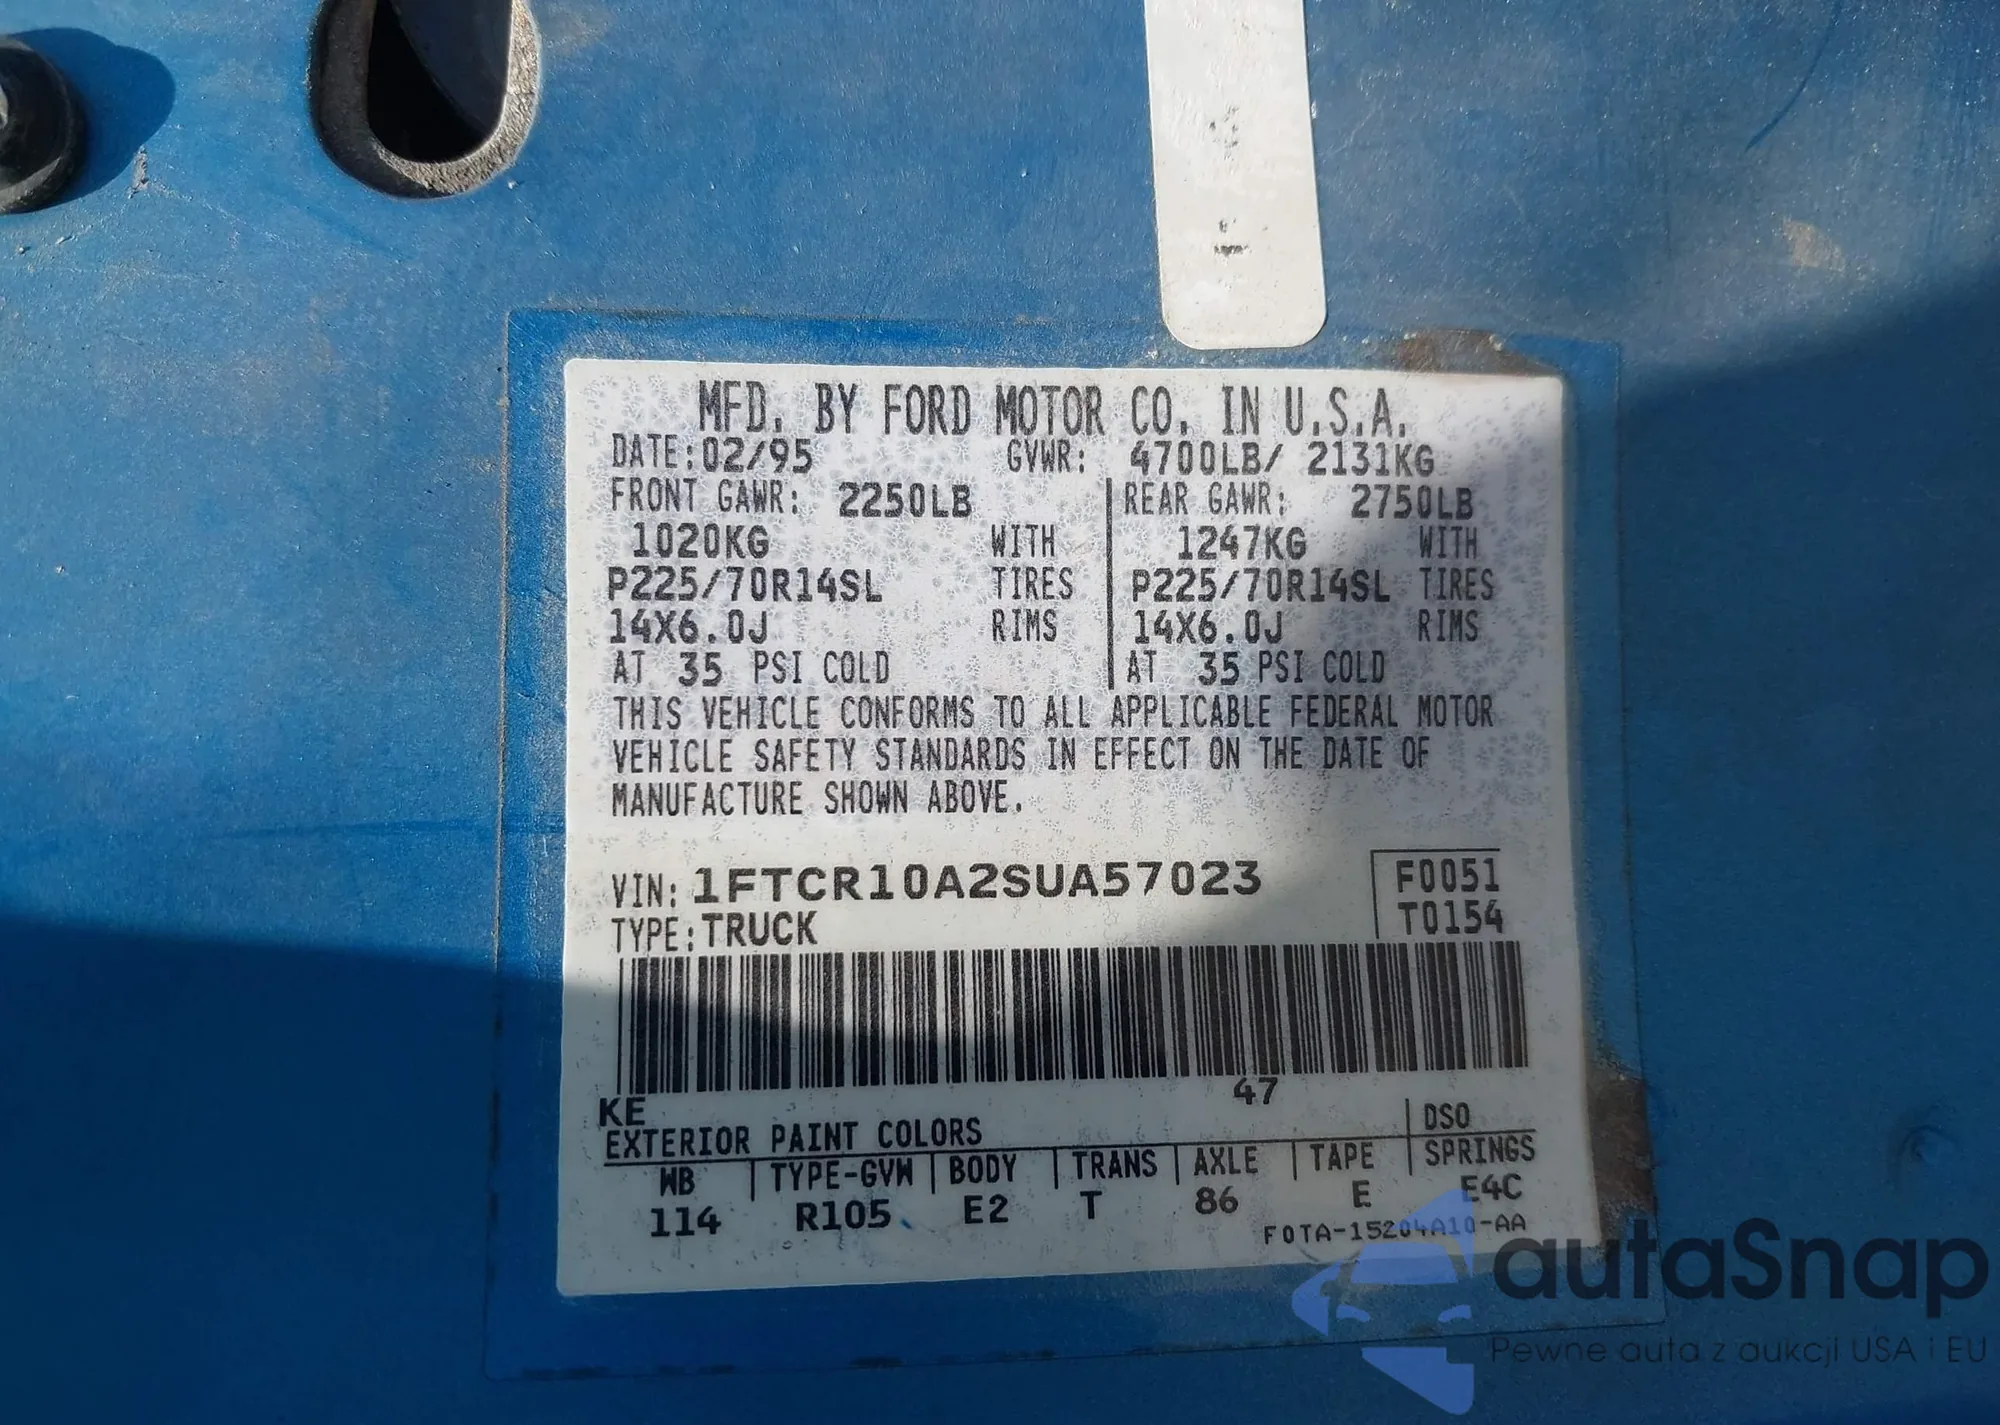 MFD. BY FORD MOTOR CO. IN U.S.A.
DATE:02/95 GVWR: 4700LB/ 2131KG
FRONT GAWR: 2250LB REAR GAWR: 2750LB
1020KG WITH 1247KG WITH
P225/70R14SL TIRES P225/70R14SL TIRES
14X6.0J RIMS 14X6.0J RIMS
AT 35 PSI COLD AT 35 PSI COLD
THIS VEHICLE CONFORMS TO ALL APPLICABLE FEDERAL MOTOR
VEHICLE SAFETY STANDARDS IN EFFECT ON THE DATE OF
MANUFACTURE SHOWN ABOVE.
VIN: 1FTCR10A2SUA57023 F0051
TYPE:TRUCK T0154
47
KE
EXTERIOR PAINT COLORS DSO
WB TYPE-GVW BODY TRANS AXLE TAPE SPRINGS
114 R105 E2 T 86 E E4C
F0TA-15204A10-AA
autaSnap
Pewne auta z aukcji USA i EU